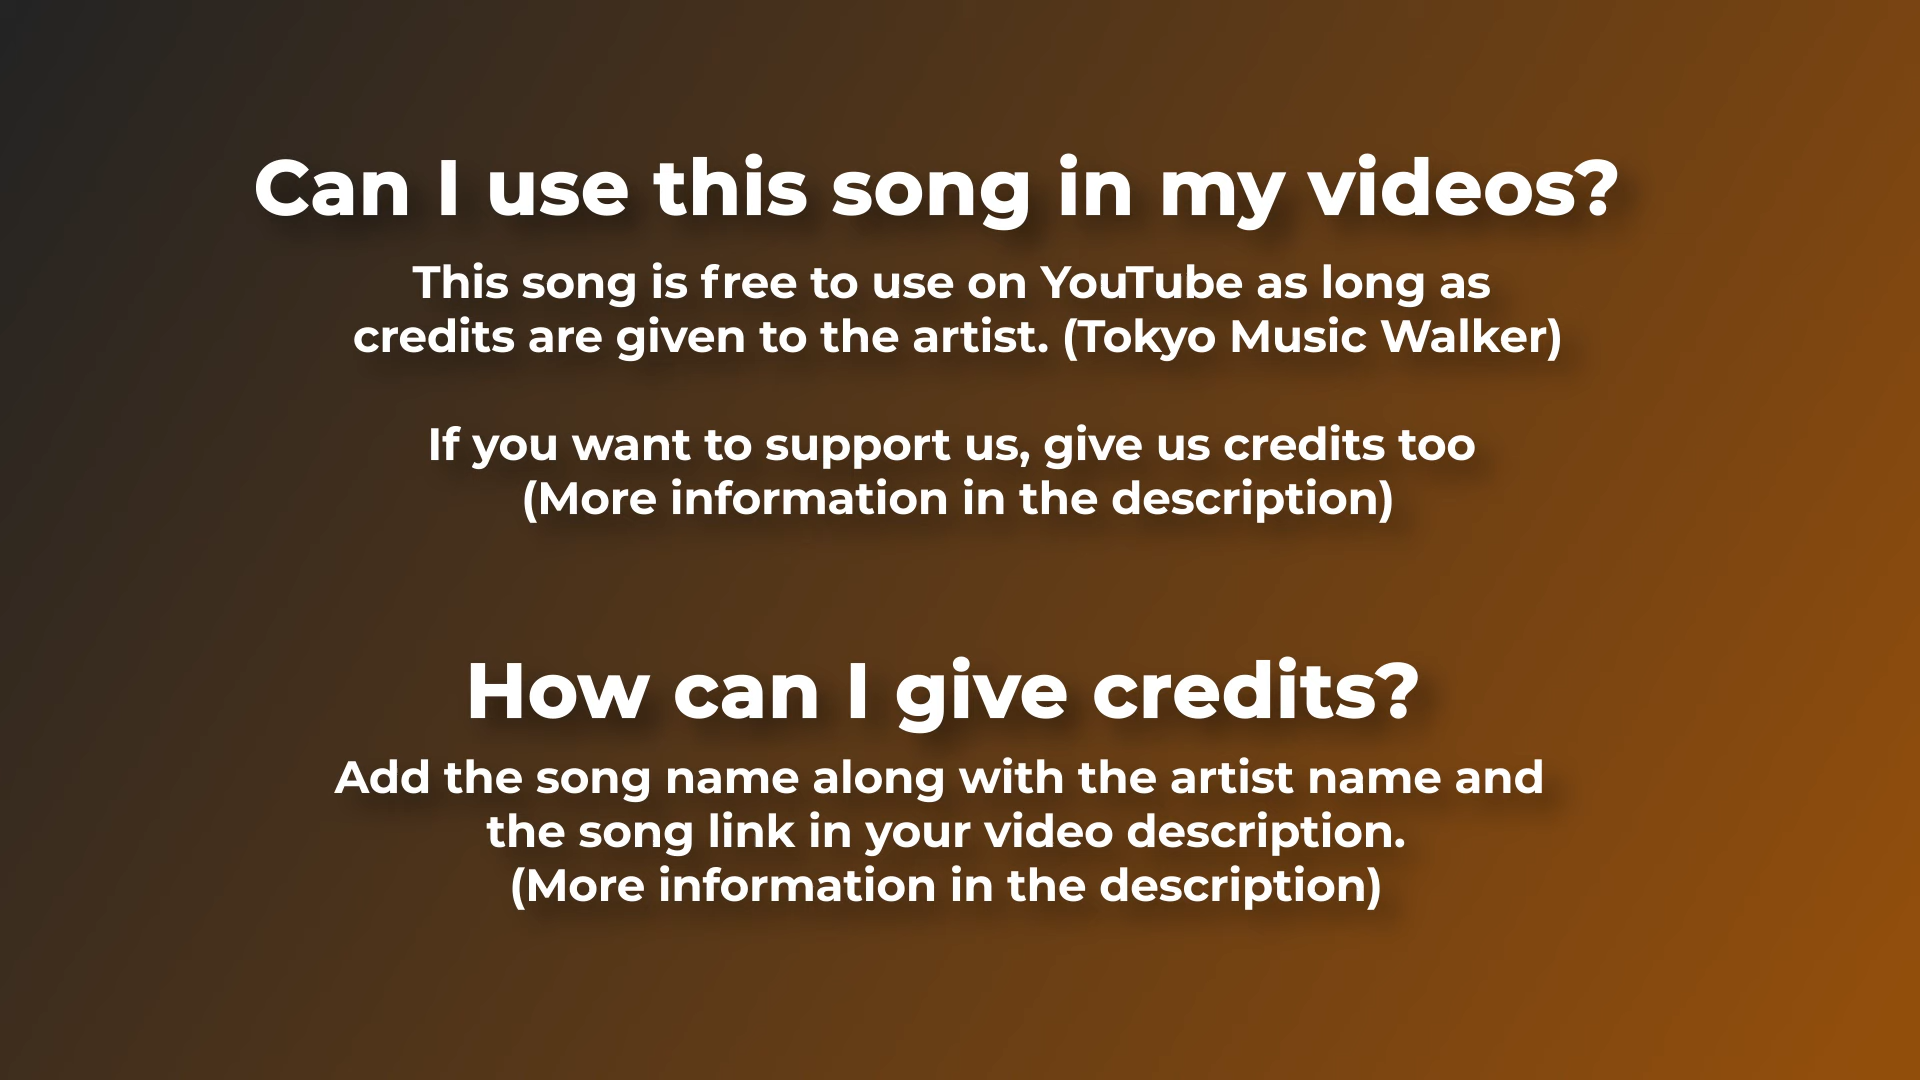 Can I use this song in my videos?
This song is free to use on YouTube as long as
credits are given to the artist. (Tokyo Music Walker)
If you want to support us, give us credits too
(More information in the description)
How can I give credits?
Add the song name along with the artist name and
the song link in your video description.
(More information in the description)